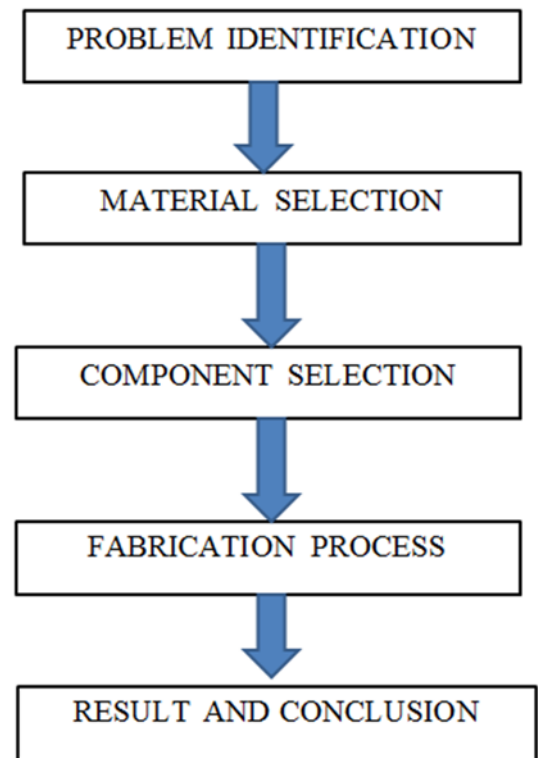 PROBLEM IDENTIFICATION
MATERIAL SELECTION
COMPONENT SELECTION
FABRICATION PROCESS
RESULT AND CONCLUSION